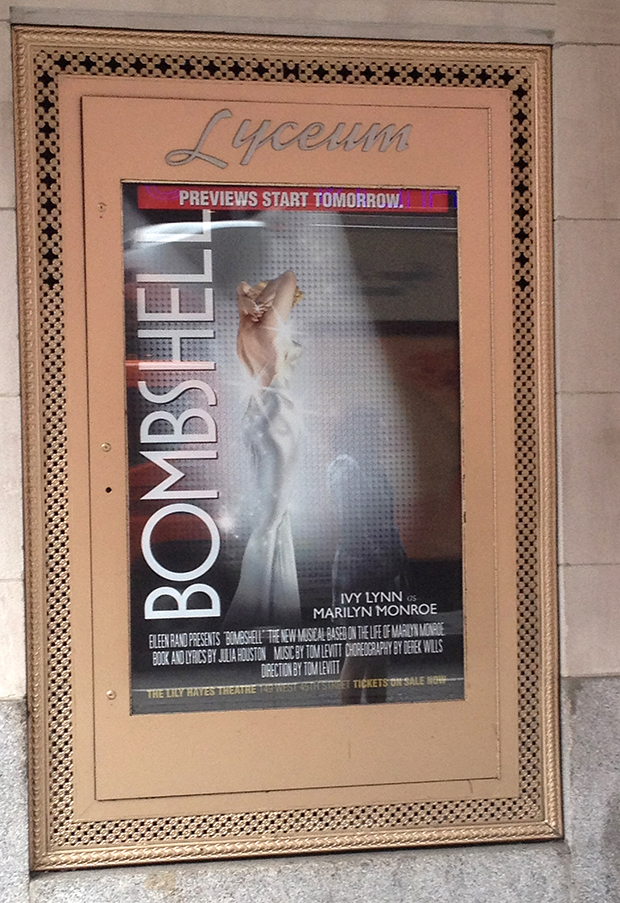 Lyceum
PREVIEWS START TOMORROW.
BOMBSHELL
IVY LYNN as
MARILYN MONROE
EILEEN RAND PRESENTS "BOMBSHELL" THE NEW MUSICAL BASED ON THE LIFE OF MARILYN MONROE
BOOK AND LYRICS BY JULIA HOUSTON MUSIC BY TOM LEVITT CHOREOGRAPHY BY DEREK WILLS
DIRECTION BY TOM LEVITT
THE LILY HAYES THEATRE 149 WEST 45TH STREET TICKETS ON SALE NOW